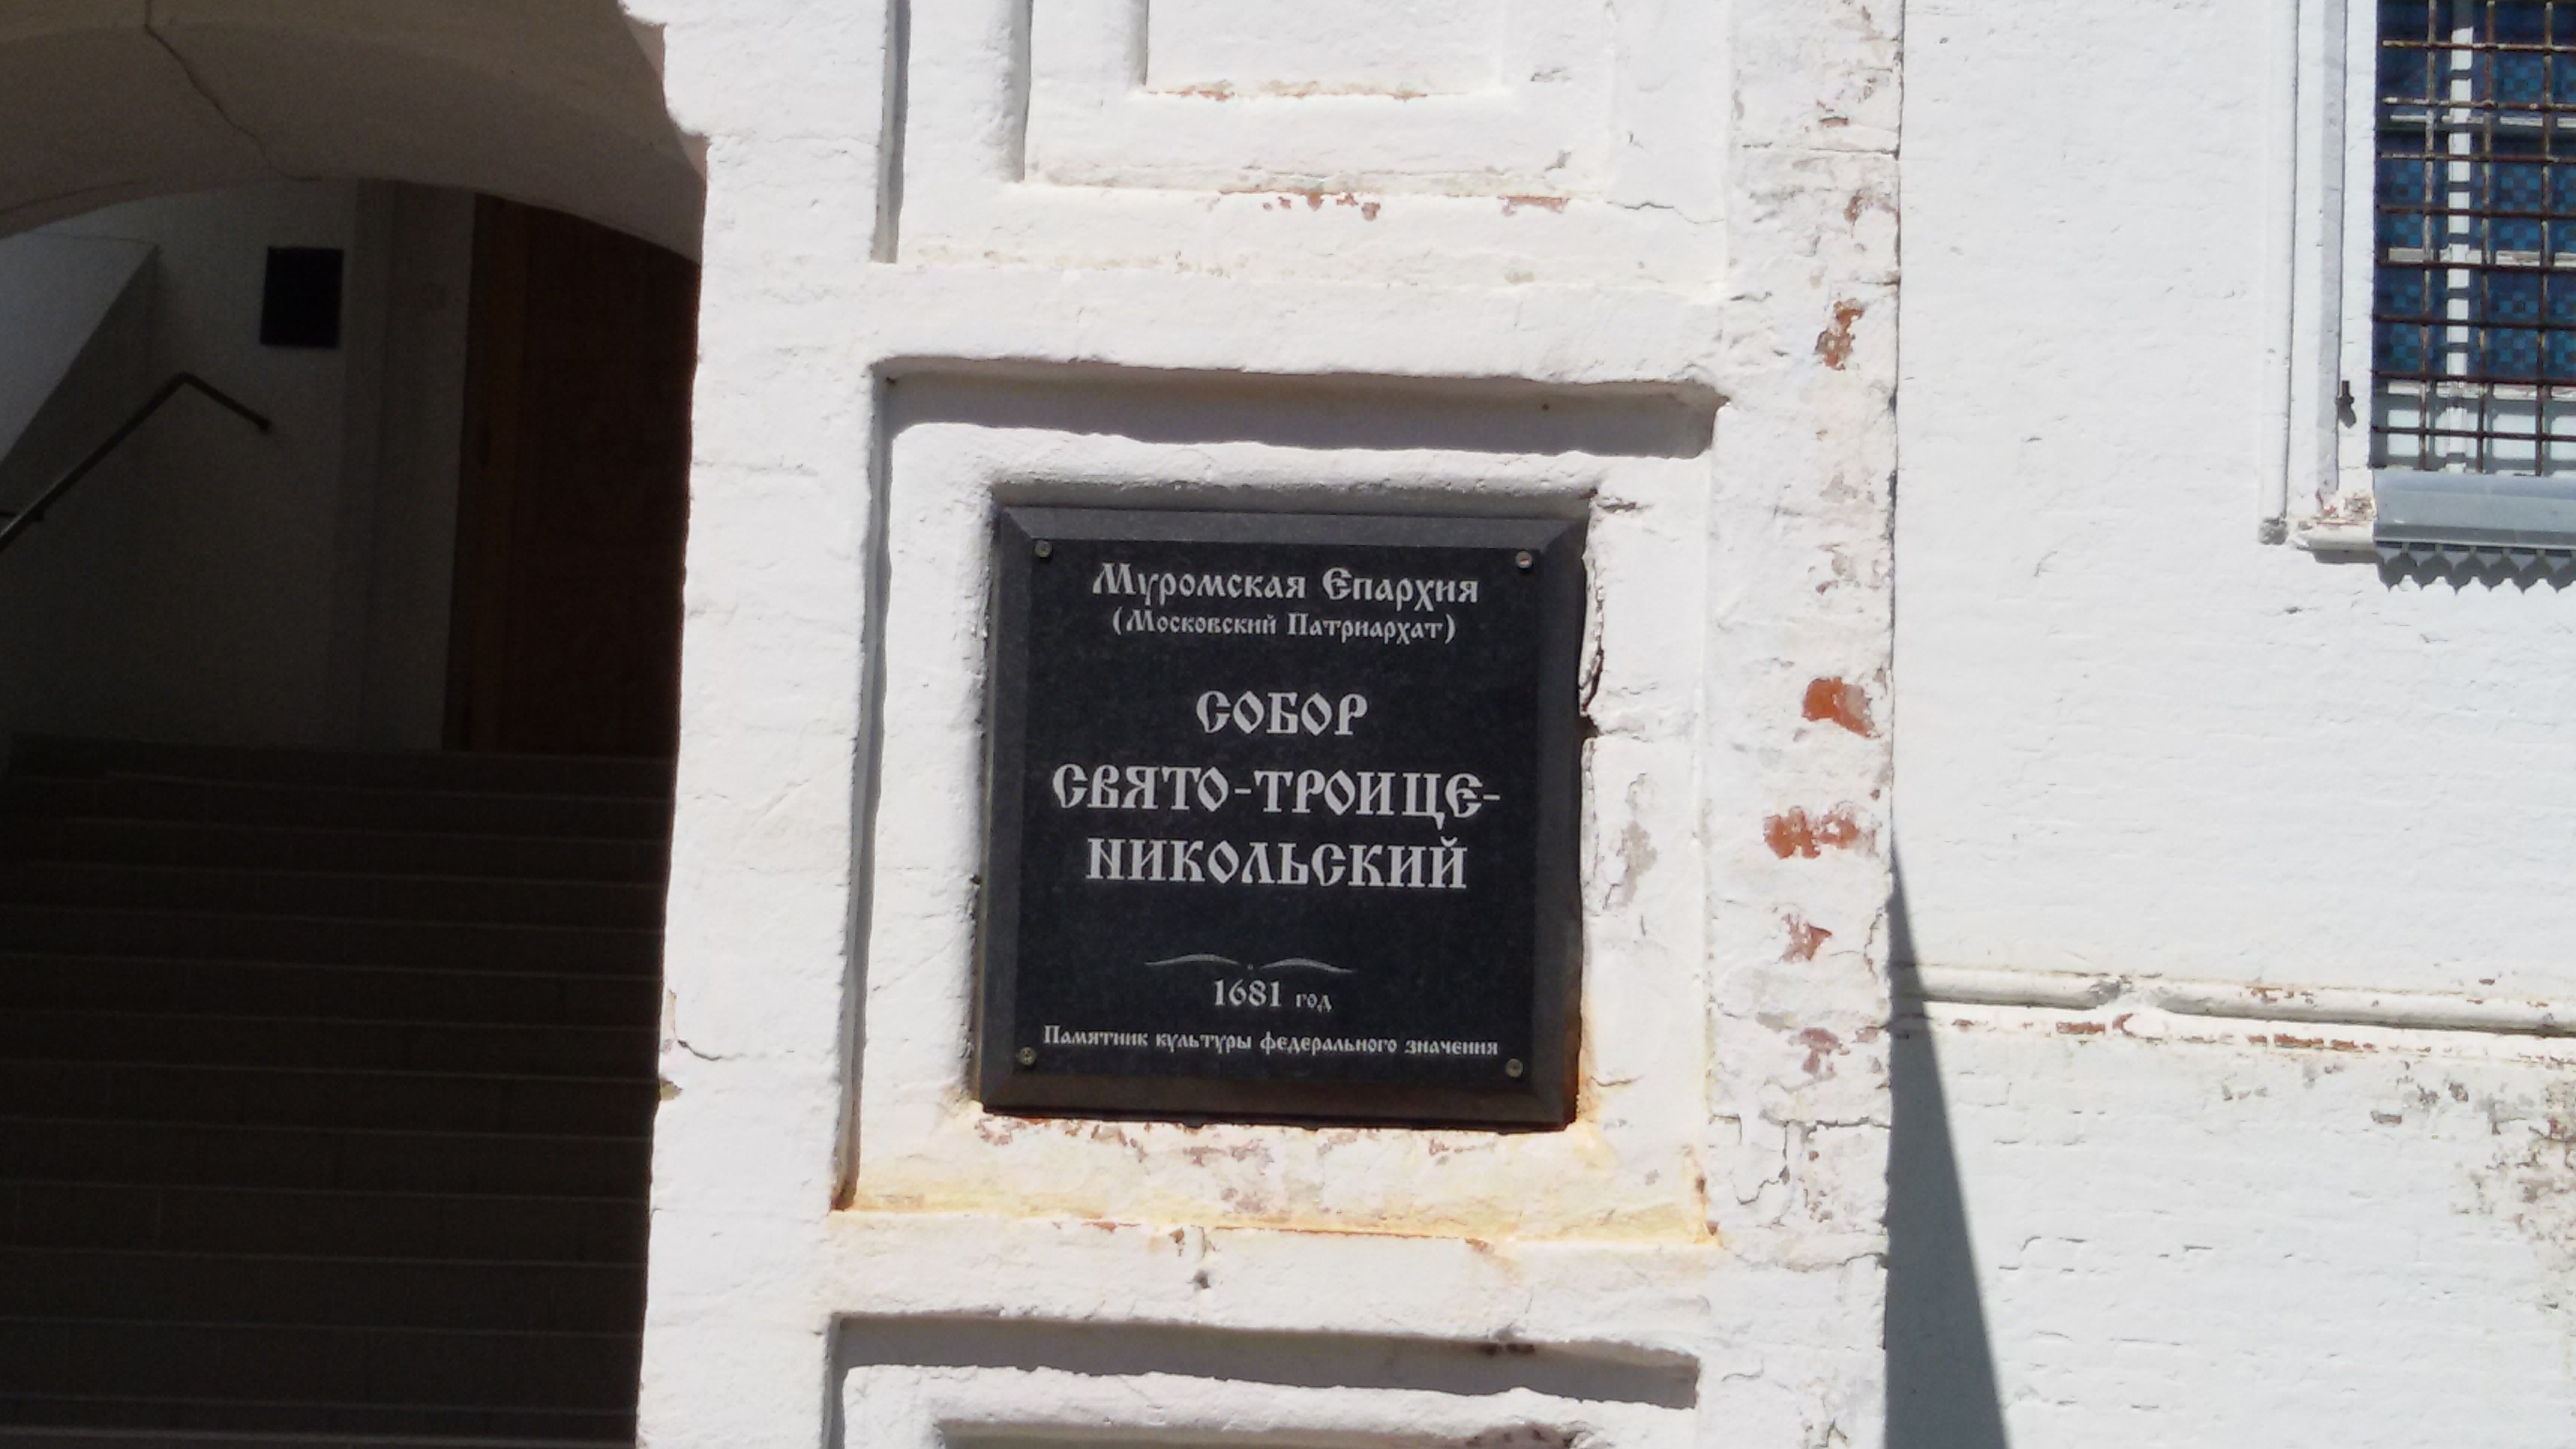 Муромская Епархия
(Московский Патриархат)
СОБОР
СВЯТО-ТРОИЦЕ-
НИКОЛЬСКИЙ
1681 год
Памятник культуры федерального значения